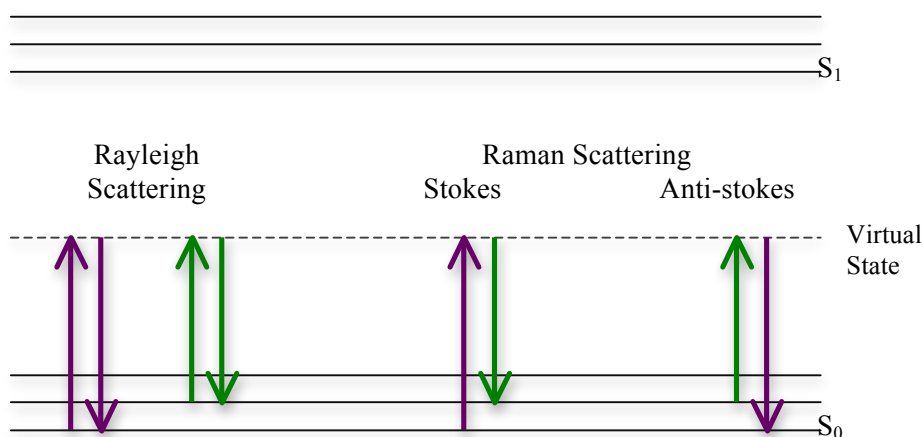 S₁
Rayleigh
Scattering
Raman Scattering
Stokes
Anti-stokes
Virtual
State
S₀